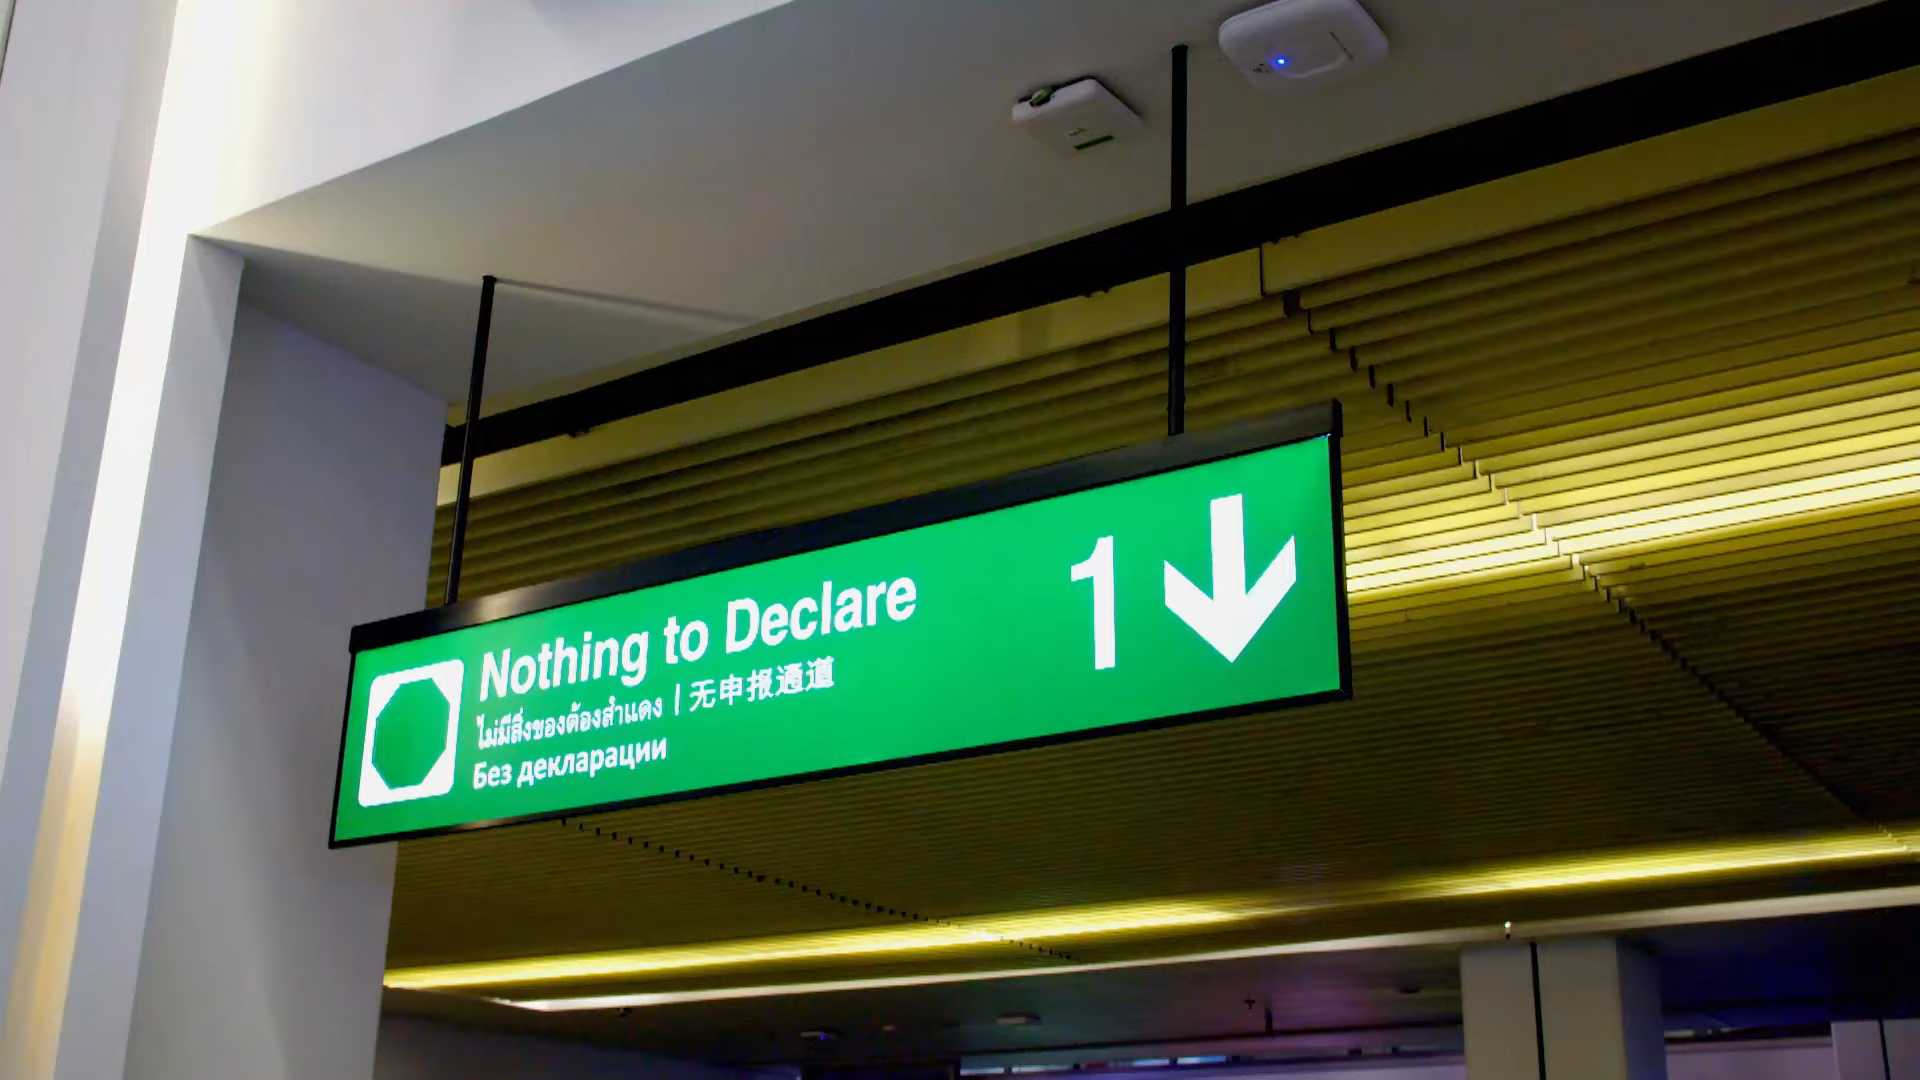 Nothing to Declare
ไม่มีสิ่งของต้องสำแดง | 无申报通道
Без декларации
1